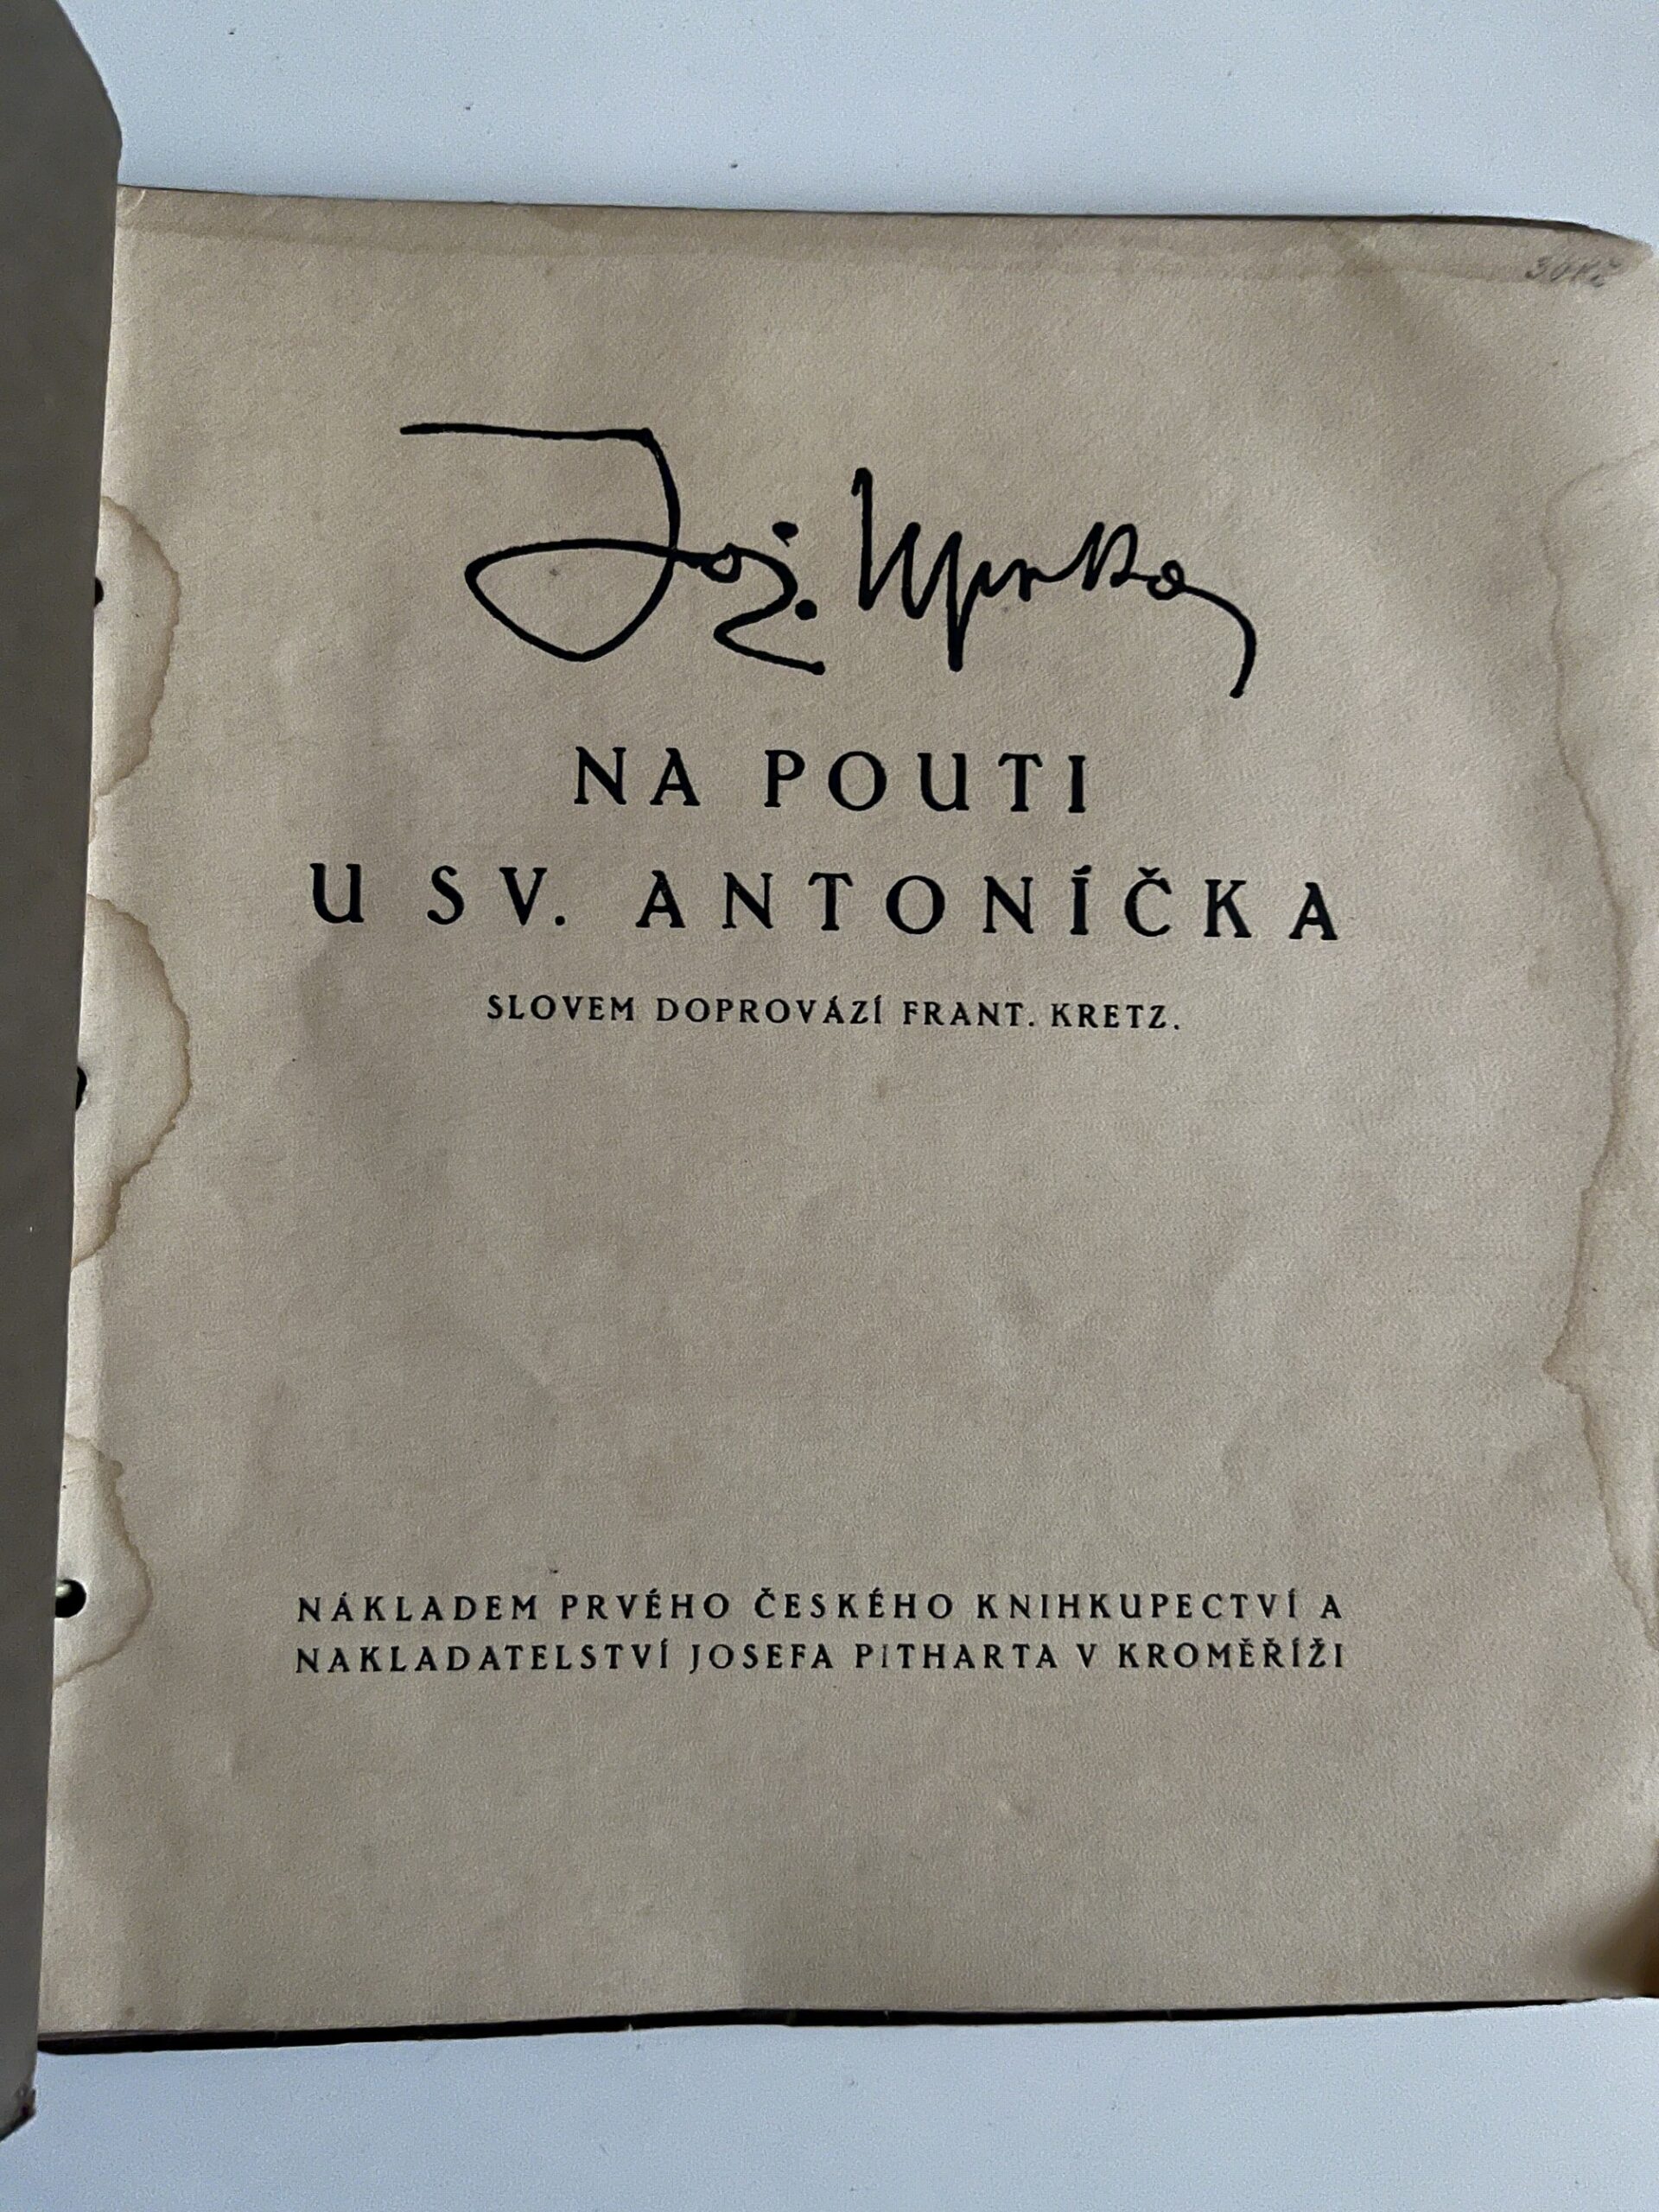 Jož. Uprka
NA POUTI
U SV. ANTONÍČKA
SLOVEM DOPROVÁZÍ FRANT. KRETZ.
NÁKLADEM PRVÉHO ČESKÉHO KNIHKUPECTVÍ A
NAKLADATELSTVÍ JOSEFA PITHARTA V KROMĚŘÍŽI